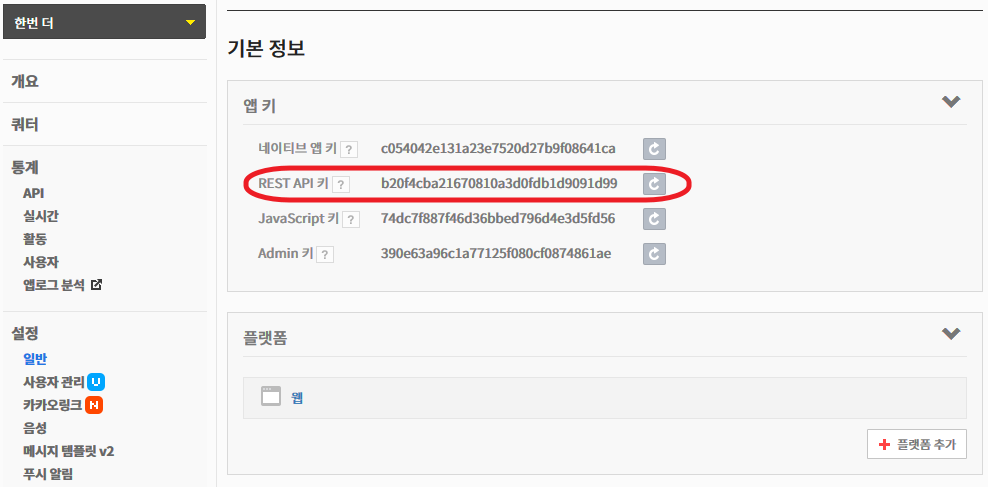 한번 더
개요
쿼터
통계
API
실시간
활동
사용자
앱로그 분석
설정
일반
사용자 관리 U
카카오링크 N
음성
메시지 템플릿 v2
푸시 알림
기본 정보
앱 키
네이티브 앱 키 ? c054042e131a23e7520d27b9f08641ca
REST API 키 ? b20f4cba21670810a3d0fdb1d9091d99
JavaScript 키 ? 74dc7f887f46d36bbed796d4e3d5fd56
Admin 키 ? 390e63a96c1a77125f080cf0874861ae
플랫폼
웹
플랫폼 추가